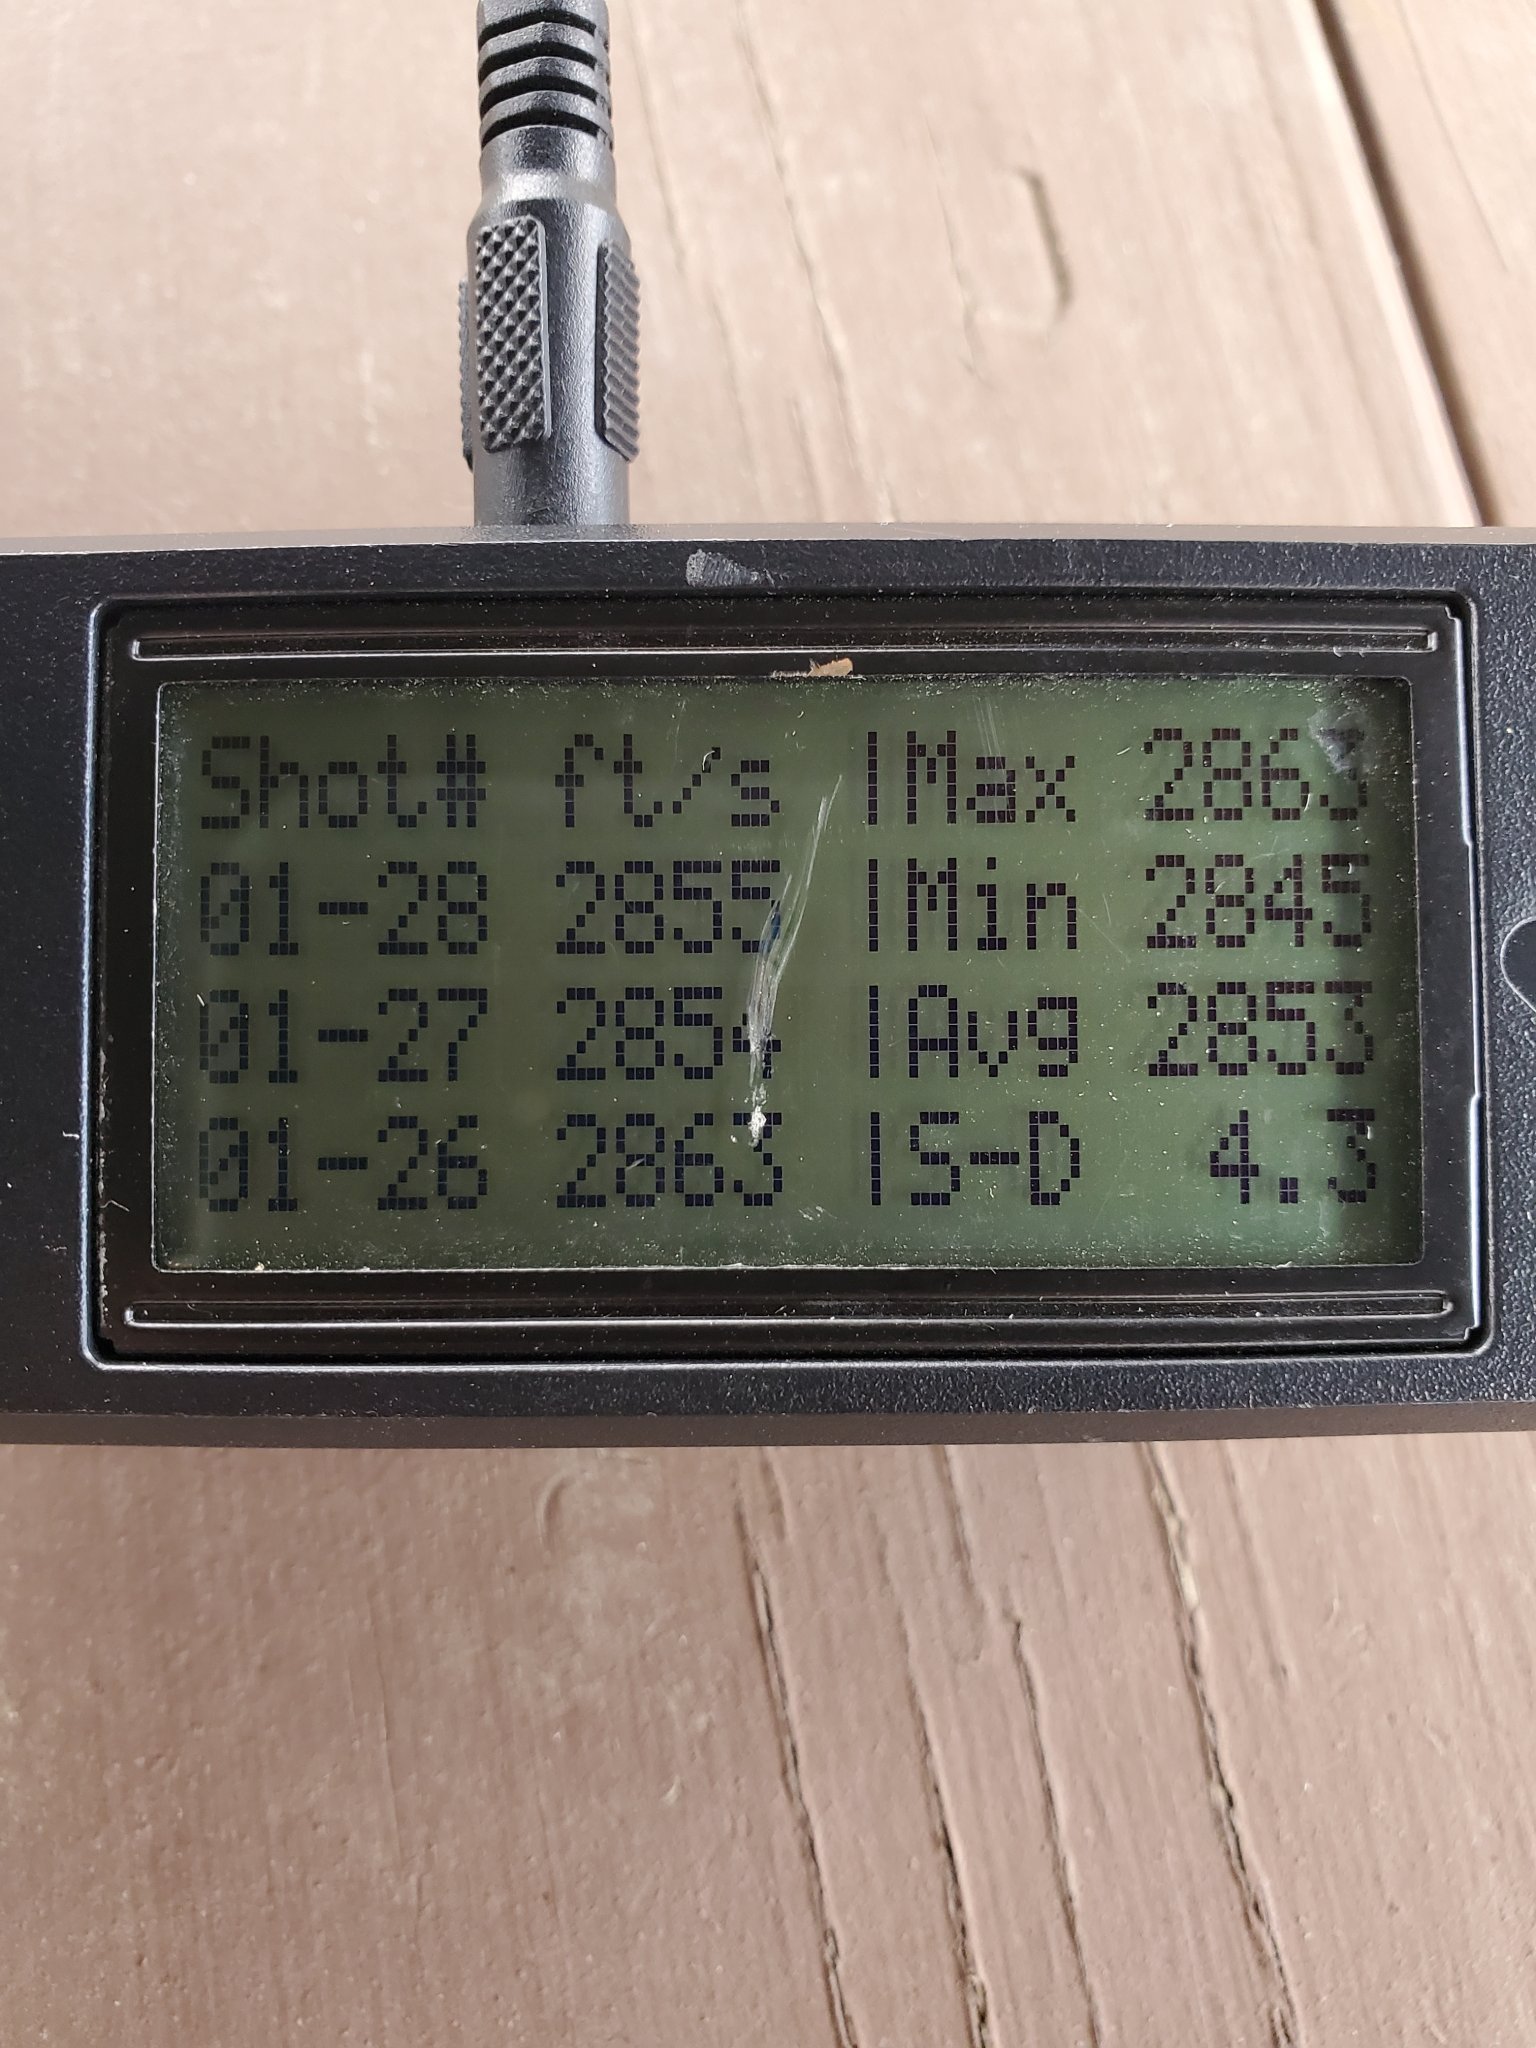 Shot# ft/s |Max 2863
01-28 2855 |Min 2845
01-27 2854 |Avg 2853
01-26 2863 |S-D 4.3